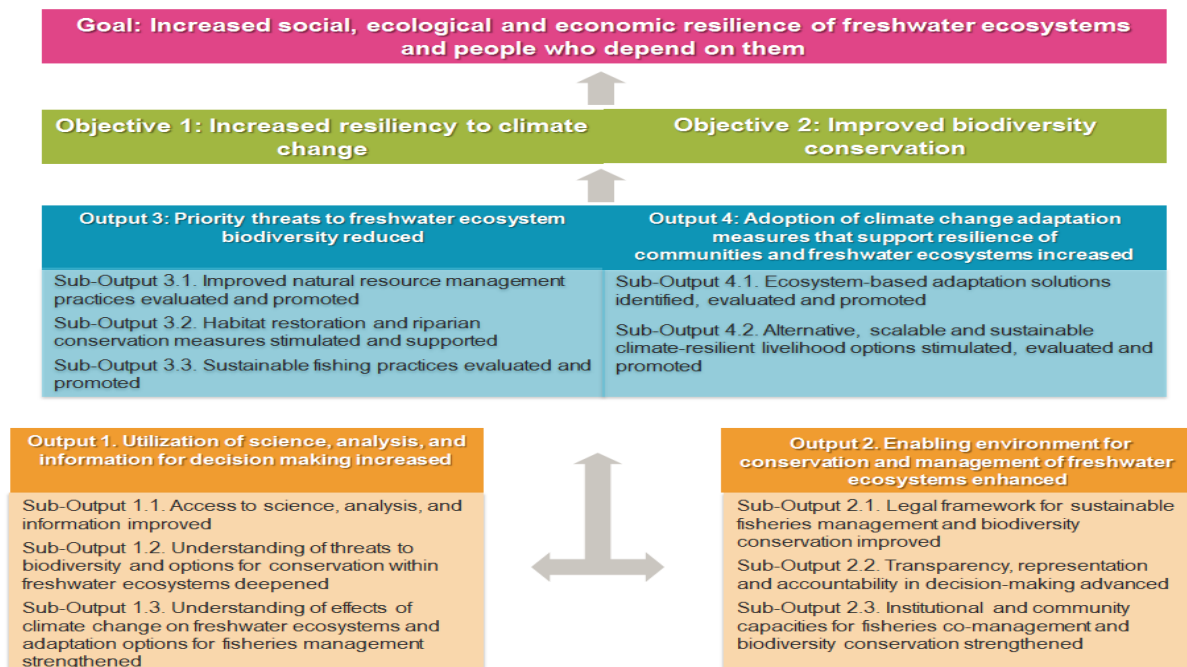 Goal: Increased social, ecological and economic resilience of freshwater ecosystems
and people who depend on them
Objective 1: Increased resiliency to climate
change
Objective 2: Improved biodiversity
conservation
Output 3: Priority threats to freshwater ecosystem
biodiversity reduced
Sub-Output 3.1. Improved natural resource management
practices evaluated and promoted
Sub-Output 3.2. Habitat restoration and riparian
conservation measures stimulated and supported
Sub-Output 3.3. Sustainable fishing practices evaluated and
promoted
Output 4: Adoption of climate change adaptation
measures that support resilience of
communities and freshwater ecosystems increased
Sub-Output 4.1. Ecosystem-based adaptation solutions
identified, evaluated and promoted
Sub-Output 4.2. Alternative, scalable and sustainable
climate-resilient livelihood options stimulated, evaluated and
promoted
Output 1. Utilization of science, analysis, and
information for decision making increased
Sub-Output 1.1. Access to science, analysis, and
information improved
Sub-Output 1.2. Understanding of threats to
biodiversity and options for conservation within
freshwater ecosystems deepened
Sub-Output 1.3. Understanding of effects of
climate change on freshwater ecosystems and
adaptation options for fisheries management
strengthened
Output 2. Enabling environment for
conservation and management of freshwater
ecosystems enhanced
Sub-Output 2.1. Legal framework for sustainable
fisheries management and biodiversity
conservation improved
Sub-Output 2.2. Transparency, representation
and accountability in decision-making advanced
Sub-Output 2.3. Institutional and community
capacities for fisheries co-management and
biodiversity conservation strengthened